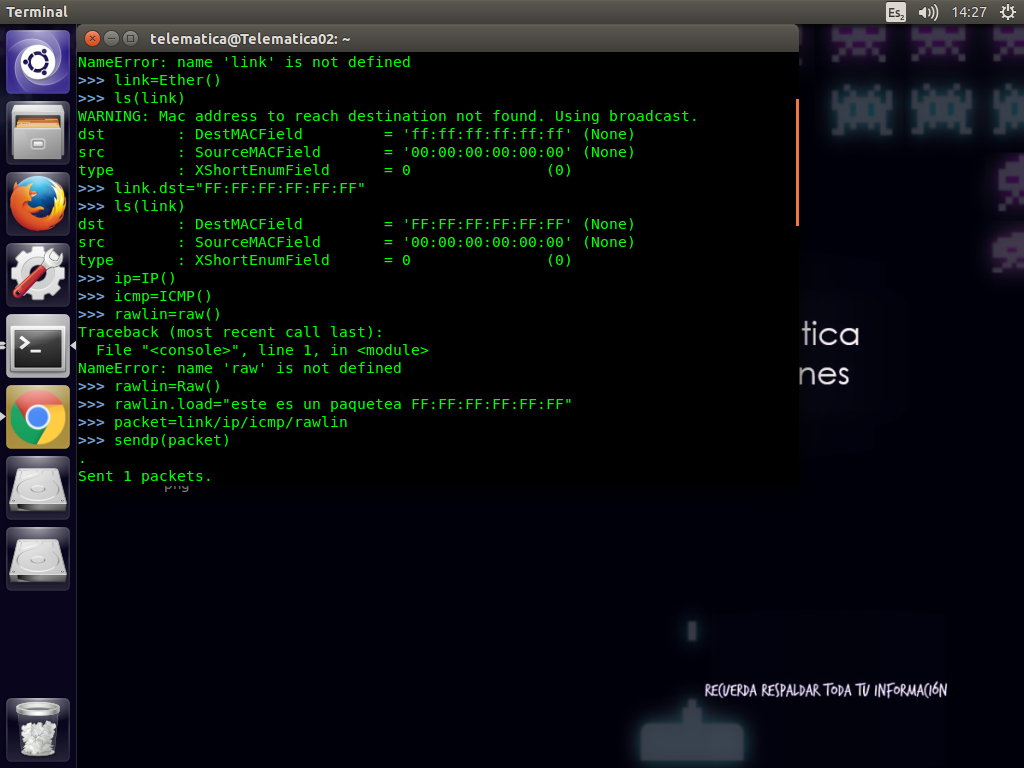 Terminal
Es2
14:27
telematica@Telematica02: ~
NameError: name 'link' is not defined
>>> link=Ether()
>>> ls(link)
WARNING: Mac address to reach destination not found. Using broadcast.
dst        : DestMACField         = 'ff:ff:ff:ff:ff:ff' (None)
src        : SourceMACField       = '00:00:00:00:00:00' (None)
type       : XShortEnumField      = 0               (0)
>>> link.dst="FF:FF:FF:FF:FF:FF"
>>> ls(link)
dst        : DestMACField         = 'FF:FF:FF:FF:FF:FF' (None)
src        : SourceMACField       = '00:00:00:00:00:00' (None)
type       : XShortEnumField      = 0               (0)
>>> ip=IP()
>>> icmp=ICMP()
>>> rawlin=raw()
Traceback (most recent call last):
  File "<console>", line 1, in <module>
NameError: name 'raw' is not defined
>>> rawlin=Raw()
>>> rawlin.load="este es un paquetea FF:FF:FF:FF:FF:FF"
>>> packet=link/ip/icmp/rawlin
>>> sendp(packet)
.
Sent 1 packets.
png
tica
nes
RECUERDA RESPALDAR TODA TU INFORMACIÓN